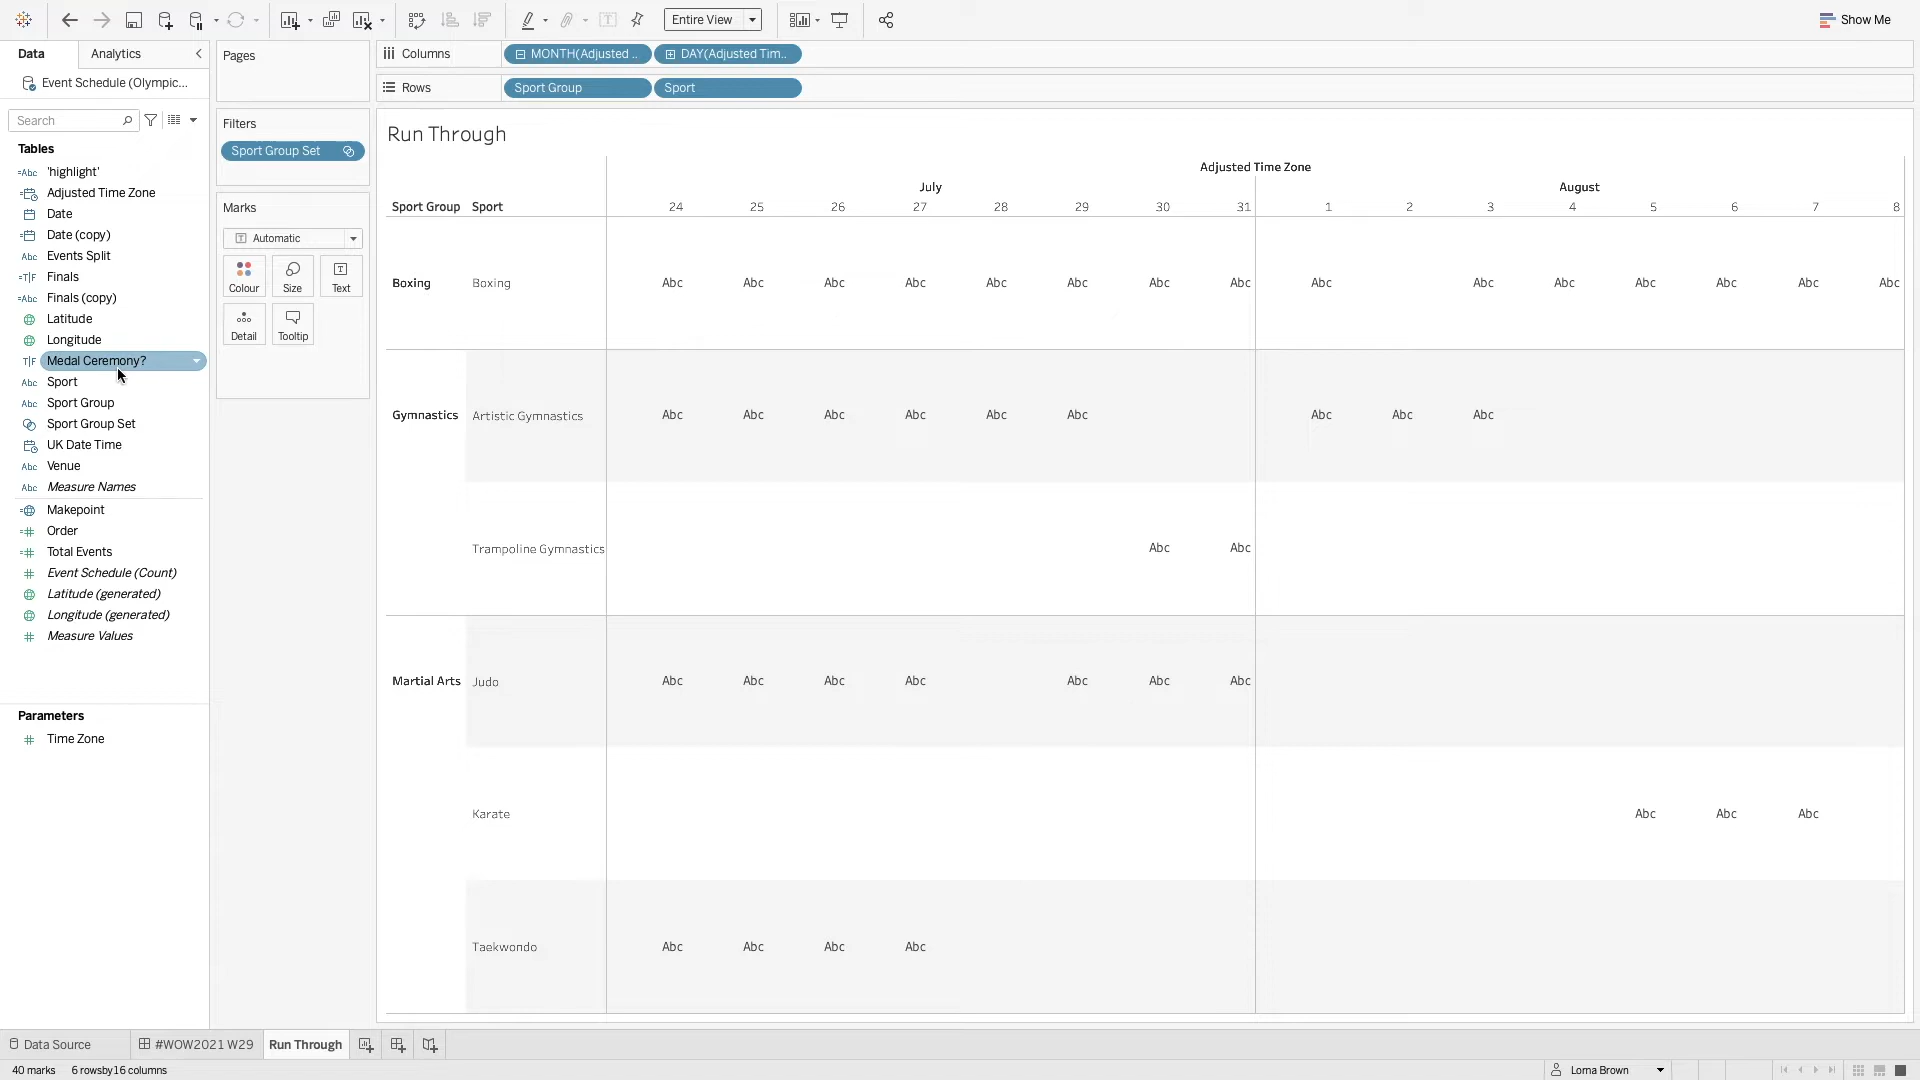 Entire View
Show Me
Data
Analytics
Pages
Columns
MONTH(Adjusted ..
DAY(Adjusted Tim..
Event Schedule (Olympic...
Rows
Sport Group
Sport
Search
Filters
Sport Group Set
Run Through
Tables
Abc 'highlight'
Adjusted Time Zone
Date
Date (copy)
Abc Events Split
T|F Finals
Abc Finals (copy)
Latitude
Longitude
T|F Medal Ceremony?
Abc Sport
Abc Sport Group
Sport Group Set
UK Date Time
Abc Venue
Abc Measure Names
Makepoint
Order
Total Events
Event Schedule (Count)
Latitude (generated)
Longitude (generated)
Measure Values
Parameters
Time Zone
Marks
Automatic
Colour Size Text
Detail Tooltip
Adjusted Time Zone
July August
Sport Group Sport 24 25 26 27 28 29 30 31 1 2 3 4 5 6 7 8
Boxing Boxing Abc Abc Abc Abc Abc Abc Abc Abc Abc Abc Abc Abc Abc Abc Abc
Gymnastics Artistic Gymnastics Abc Abc Abc Abc Abc Abc Abc Abc Abc
Trampoline Gymnastics Abc Abc
Martial Arts Judo Abc Abc Abc Abc Abc Abc Abc
Karate Abc Abc Abc
Taekwondo Abc Abc Abc Abc
Data Source
#WOW2021 W29
Run Through
40 marks
6 rowsby16 columns
Lorna Brown